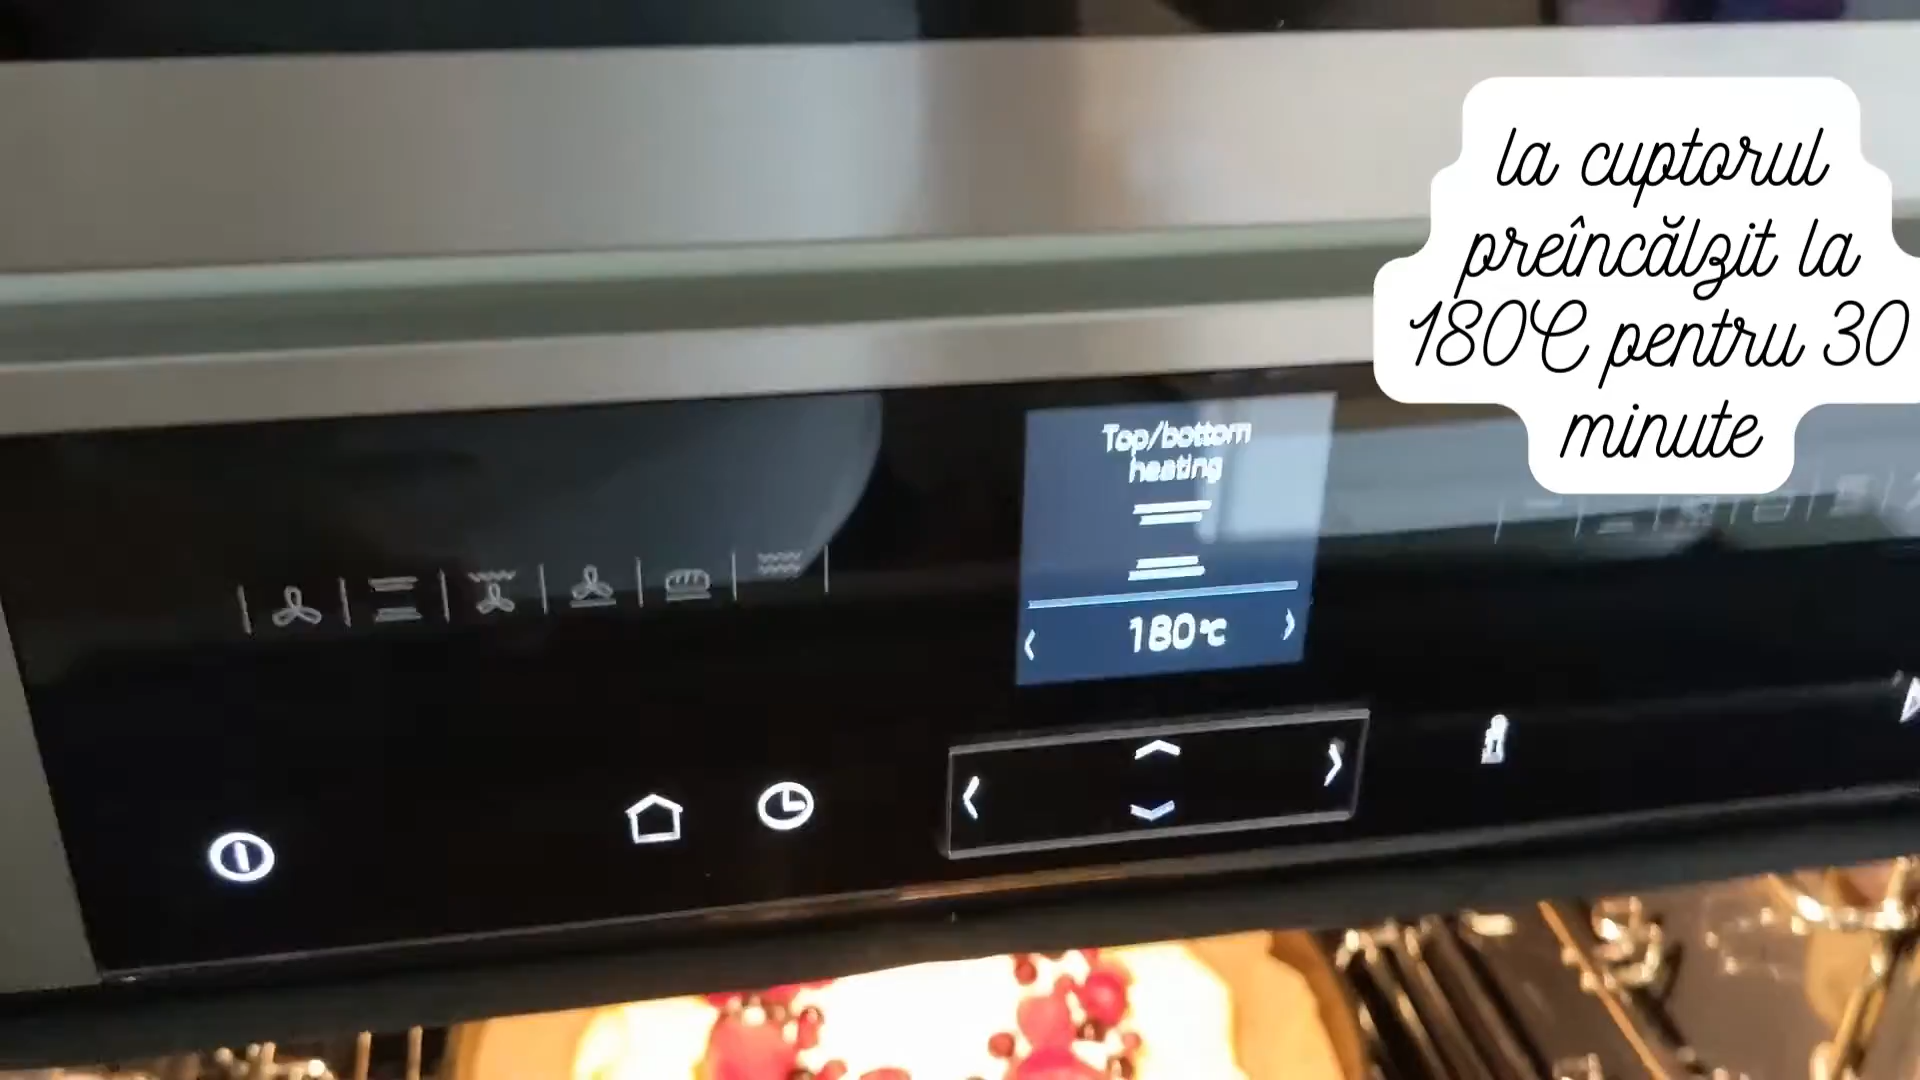 la cuptorul
preîncălzit la
180C pentru 30
minute
Top/bottom
heating
180°C